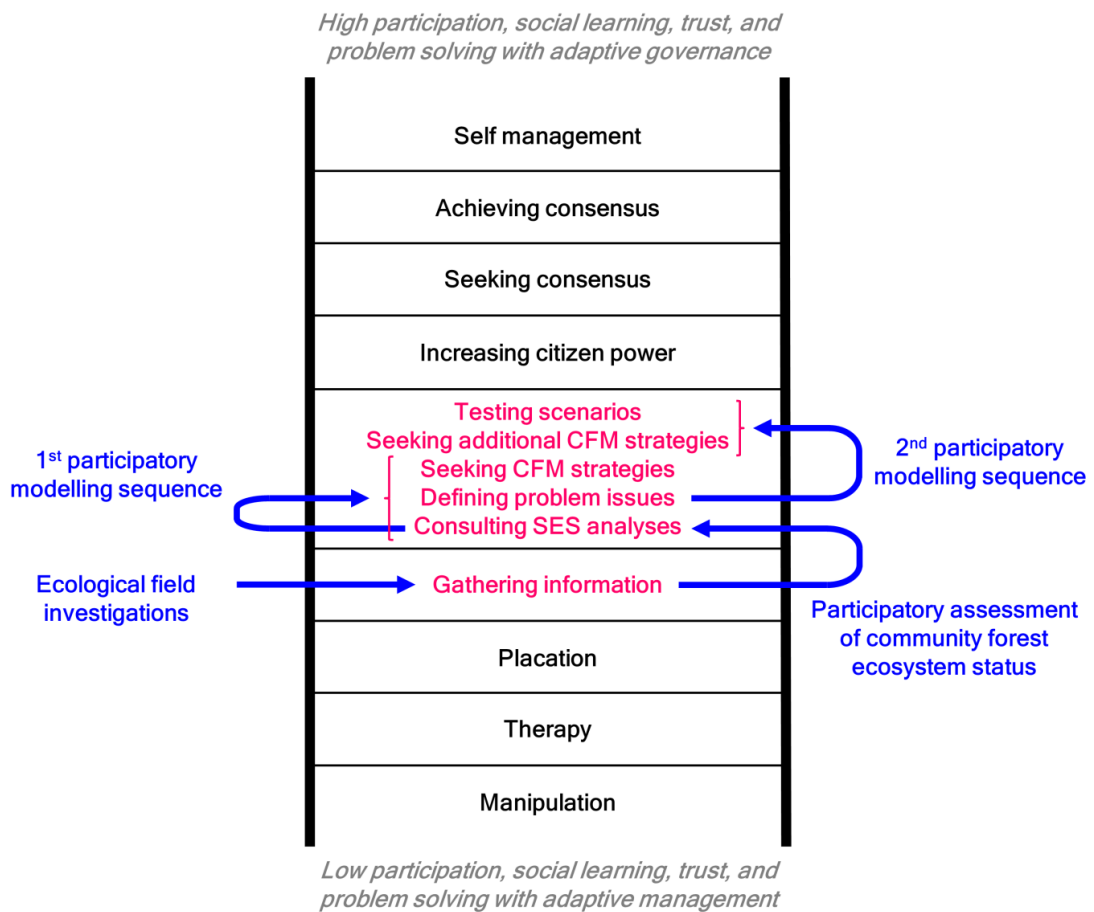 High participation, social learning, trust, and
problem solving with adaptive governance
Self management
Achieving consensus
Seeking consensus
Increasing citizen power
Testing scenarios
Seeking additional CFM strategies
Seeking CFM strategies
Defining problem issues
Consulting SES analyses
1st participatory
modelling sequence
2nd participatory
modelling sequence
Ecological field
investigations
Gathering information
Participatory assessment
of community forest
ecosystem status
Placation
Therapy
Manipulation
Low participation, social learning, trust, and
problem solving with adaptive management